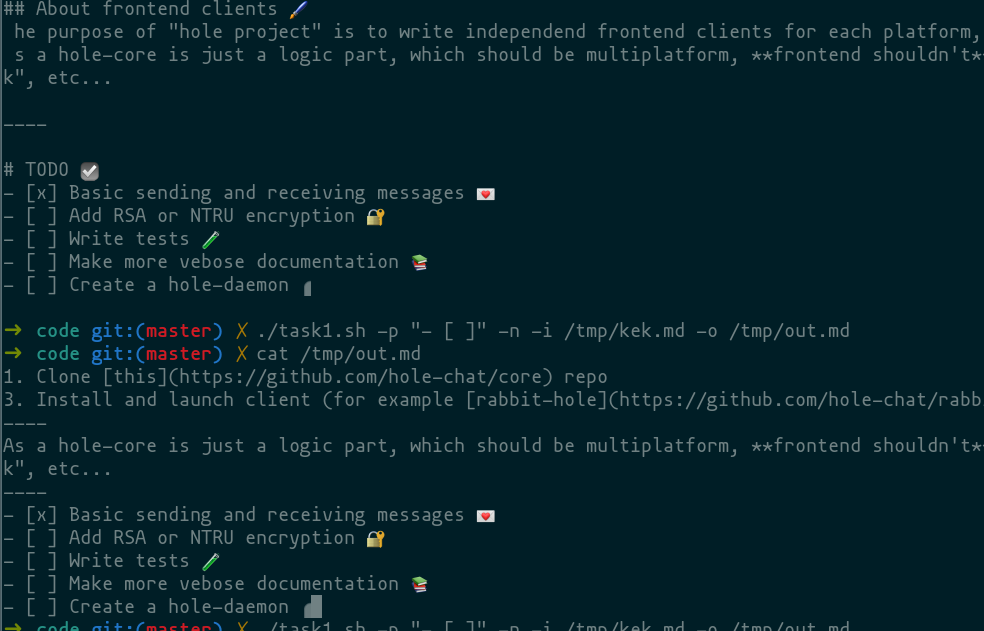 ## About frontend clients 🖌️
he purpose of "hole project" is to write independend frontend clients for each platform,
s a hole-core is just a logic part, which should be multiplatform, **frontend shouldn't*
k", etc...
----
# TODO ☑️
- [x] Basic sending and receiving messages 💌
- [ ] Add RSA or NTRU encryption 🔐
- [ ] Write tests 🧪
- [ ] Make more vebose documentation 📚
- [ ] Create a hole-daemon
➜ code git:(master) ✗ ./task1.sh -p "- [ ]" -n -i /tmp/kek.md -o /tmp/out.md
➜ code git:(master) ✗ cat /tmp/out.md
1. Clone [this](https://github.com/hole-chat/core) repo
3. Install and launch client (for example [rabbit-hole](https://github.com/hole-chat/rabb
----
As a hole-core is just a logic part, which should be multiplatform, **frontend shouldn't*
k", etc...
----
- [x] Basic sending and receiving messages 💌
- [ ] Add RSA or NTRU encryption 🔐
- [ ] Write tests 🧪
- [ ] Make more vebose documentation 📚
- [ ] Create a hole-daemon
➜ code git:(master) ✗ ./task1.sh -p "- [ ]" -n -i /tmp/kek.md -o /tmp/out.md